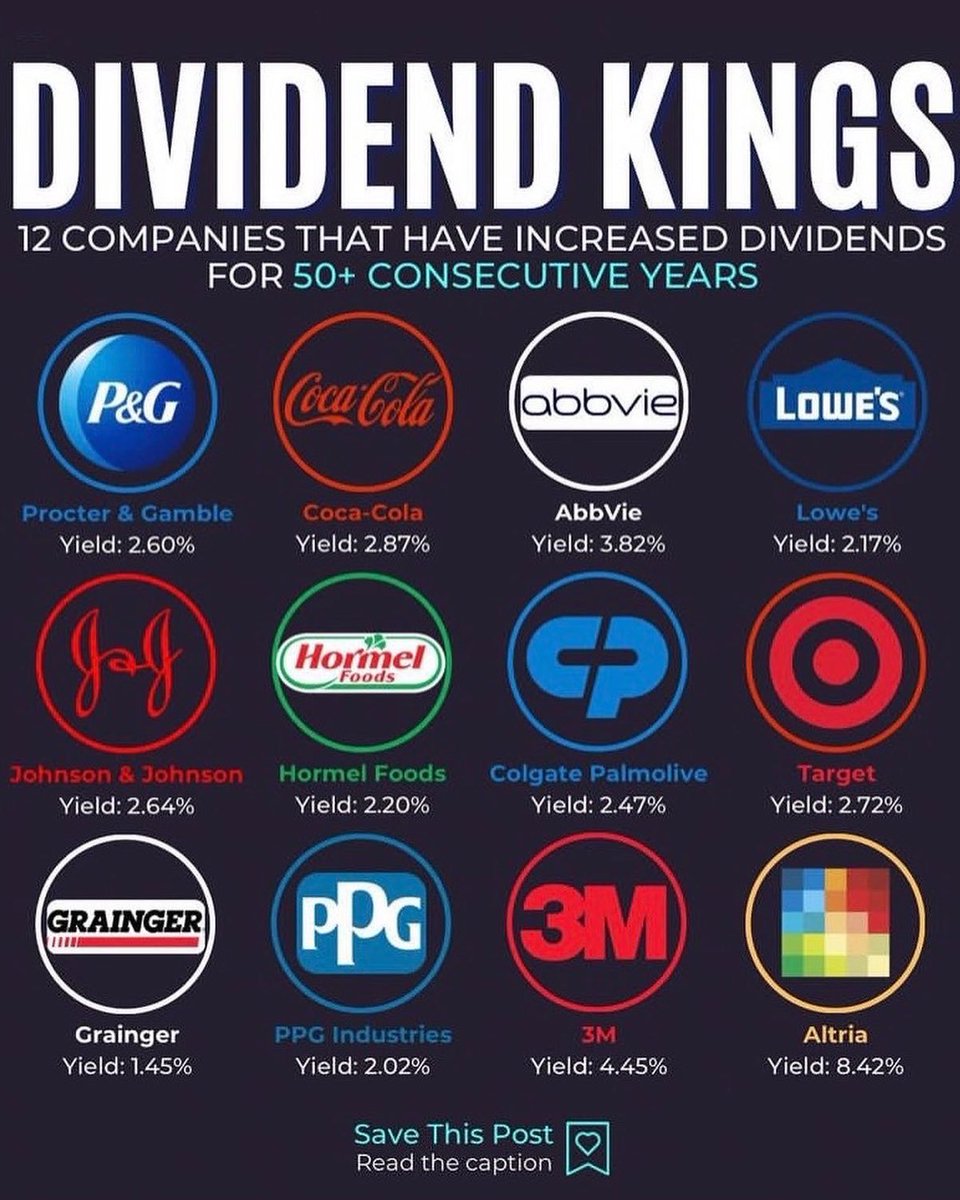 DIVIDEND KINGS
12 COMPANIES THAT HAVE INCREASED DIVIDENDS
FOR 50+ CONSECUTIVE YEARS
P&G
Coca-Cola
abbvie
LOWE'S
Procter & Gamble
Coca-Cola
AbbVie
Lowe's
Yield: 2.60%
Yield: 2.87%
Yield: 3.82%
Yield: 2.17%
J&J
Hormel
Foods
CP
Johnson & Johnson
Hormel Foods
Colgate Palmolive
Target
Yield: 2.64%
Yield: 2.20%
Yield: 2.47%
Yield: 2.72%
GRAINGER
PPG
3M
Grainger
PPG Industries
3M
Altria
Yield: 1.45%
Yield: 2.02%
Yield: 4.45%
Yield: 8.42%
Save This Post
Read the caption